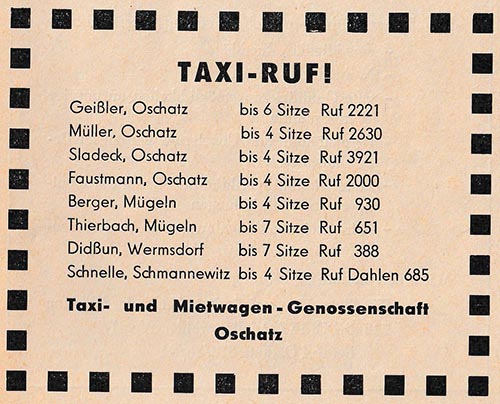 TAXI-RUF!
Geißler, Oschatz bis 6 Sitze Ruf 2221
Müller, Oschatz bis 4 Sitze Ruf 2630
Sladeck, Oschatz bis 4 Sitze Ruf 3921
Faustmann, Oschatz bis 4 Sitze Ruf 2000
Berger, Mügeln bis 4 Sitze Ruf 930
Thierbach, Mügeln bis 7 Sitze Ruf 651
Didßun, Wermsdorf bis 7 Sitze Ruf 388
Schnelle, Schmannewitz bis 4 Sitze Ruf Dahlen 685
Taxi- und Mietwagen-Genossenschaft
Oschatz